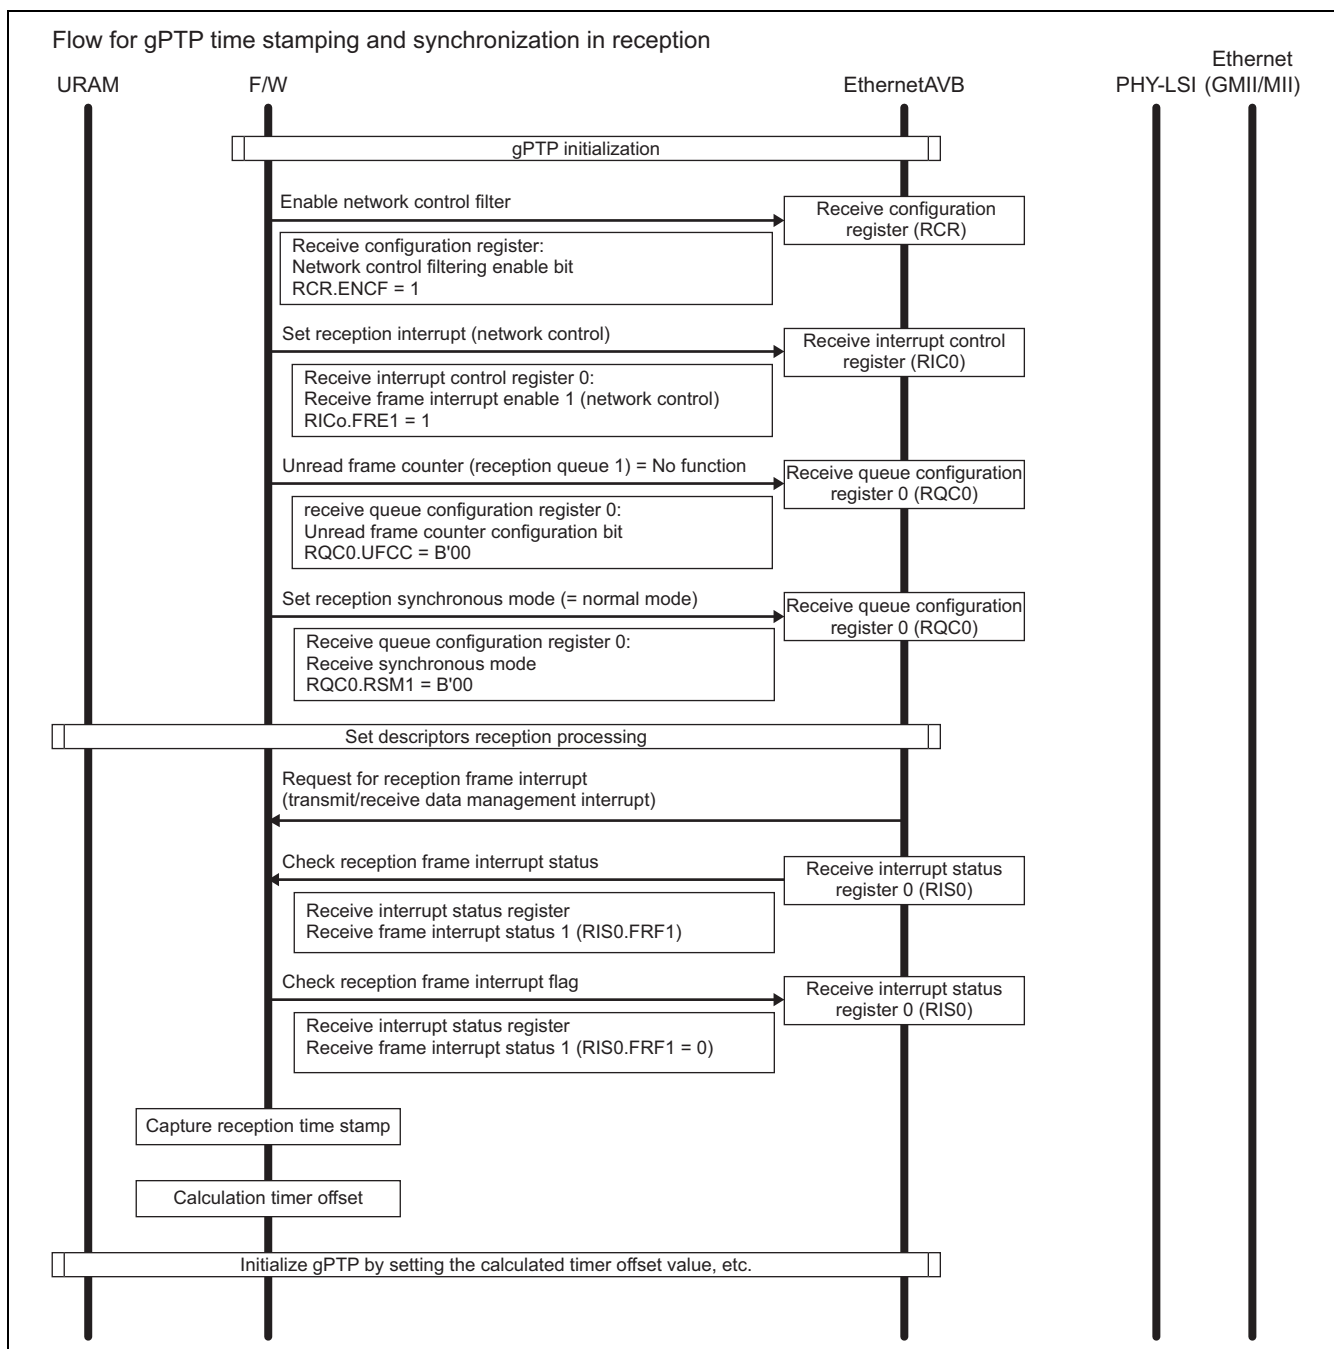 Flow for gPTP time stamping and synchronization in reception
URAM
F/W
EthernetAVB
PHY-LSI
Ethernet
(GMII/MII)
gPTP initialization
Enable network control filter
Receive configuration
register (RCR)
Receive configuration register:
Network control filtering enable bit
RCR.ENCF = 1
Set reception interrupt (network control)
Receive interrupt control
register (RIC0)
Receive interrupt control register 0:
Receive frame interrupt enable 1 (network control)
RICo.FRE1 = 1
Unread frame counter (reception queue 1) = No function
Receive queue configuration
register 0 (RQC0)
receive queue configuration register 0:
Unread frame counter configuration bit
RQC0.UFCC = B'00
Set reception synchronous mode (= normal mode)
Receive queue configuration
register 0 (RQC0)
Receive queue configuration register 0:
Receive synchronous mode
RQC0.RSM1 = B'00
Set descriptors reception processing
Request for reception frame interrupt
(transmit/receive data management interrupt)
Check reception frame interrupt status
Receive interrupt status
register 0 (RIS0)
Receive interrupt status register
Receive frame interrupt status 1 (RIS0.FRF1)
Check reception frame interrupt flag
Receive interrupt status
register 0 (RIS0)
Receive interrupt status register
Receive frame interrupt status 1 (RIS0.FRF1 = 0)
Capture reception time stamp
Calculation timer offset
Initialize gPTP by setting the calculated timer offset value, etc.